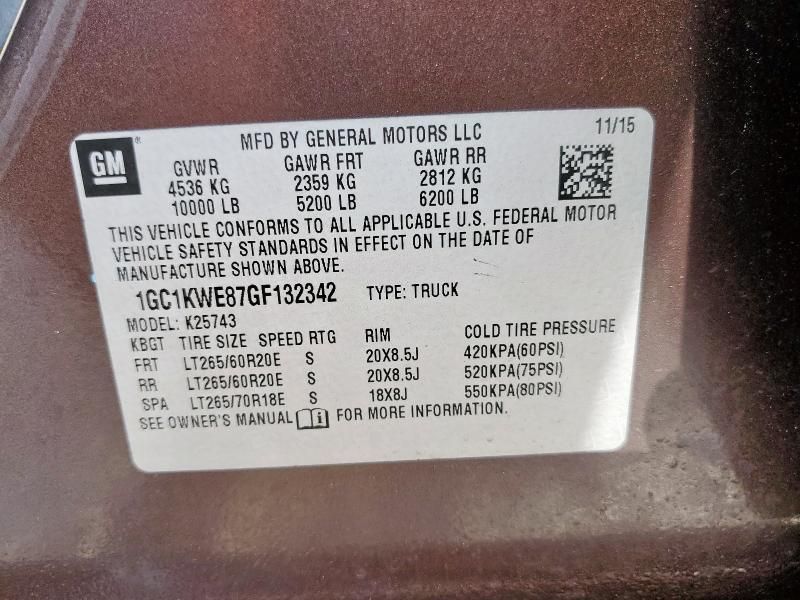 GM
MFD BY GENERAL MOTORS LLC 11/15
GVWR GAWR FRT GAWR RR
4536 KG 2359 KG 2812 KG
10000 LB 5200 LB 6200 LB
THIS VEHICLE CONFORMS TO ALL APPLICABLE U.S. FEDERAL MOTOR
VEHICLE SAFETY STANDARDS IN EFFECT ON THE DATE OF
MANUFACTURE SHOWN ABOVE.
1GC1KWE87GF132342 TYPE: TRUCK
MODEL: K25743
KBGT TIRE SIZE SPEED RTG RIM COLD TIRE PRESSURE
FRT LT265/60R20E S 20X8.5J 420KPA(60PSI)
RR LT265/60R20E S 20X8.5J 520KPA(75PSI)
SPA LT265/70R18E S 18X8J 550KPA(80PSI)
SEE OWNER'S MANUAL i FOR MORE INFORMATION.